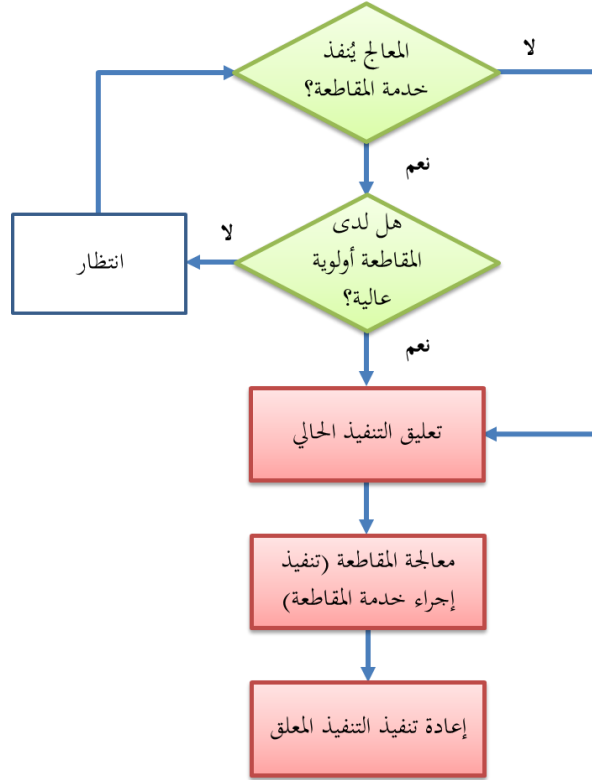 المعالج يُنفذ
خدمة المقاطعة؟
لا
نعم
هل لدى
المقاطعة أولوية
عالية؟
لا
انتظار
نعم
تعليق التنفيذ الحالي
معالجة المقاطعة (تنفيذ
إجراء خدمة المقاطعة)
إعادة تنفيذ التنفيذ المعلق